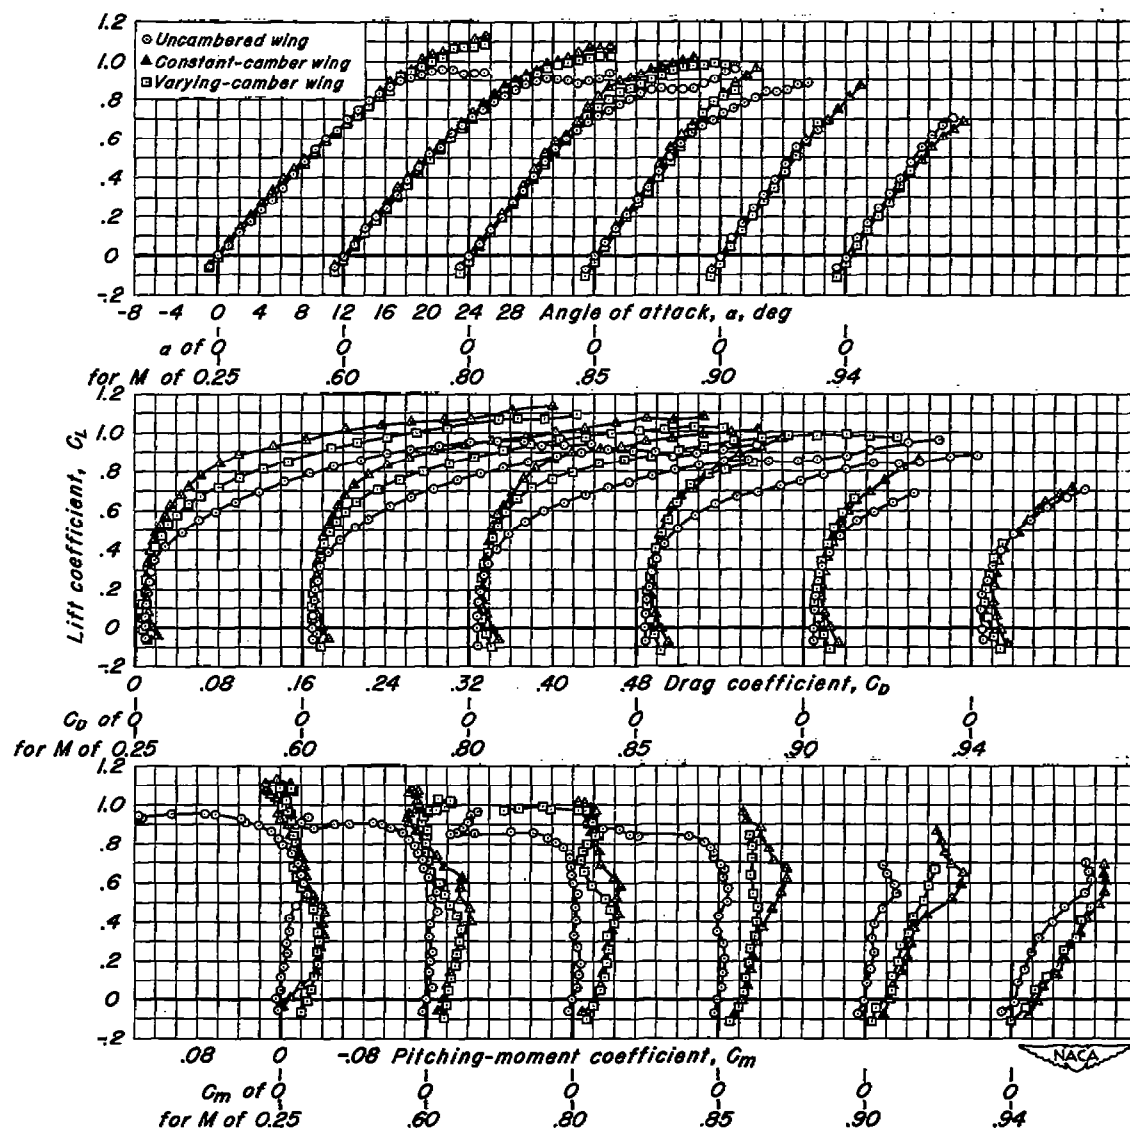 1.2
⊙ Uncambered wing
1.0
▲ Constant-camber wing
.8
⊡ Varying-camber wing
.6
.4
.2
0
-.2
-8 -4 0 4 8 12 16 20 24 28 Angle of attack, α, deg
α of 0 0 0 0 0 0
for M of 0.25 .60 .80 .85 .90 .94
1.2
1.0
.8
.6
.4
.2
0
-.2
Lift coefficient, C_L
0 .08 .16 .24 .32 .40 .48 Drag coefficient, C_D
C_D of 0 0 0 0 0 0
for M of 0.25 .60 .80 .85 .90 .94
1.2
1.0
.8
.6
.4
.2
0
-.2
.08 0 -.08 Pitching-moment coefficient, C_m
NACA
C_m of 0 0 0 0 0 0
for M of 0.25 .60 .80 .85 .90 .94